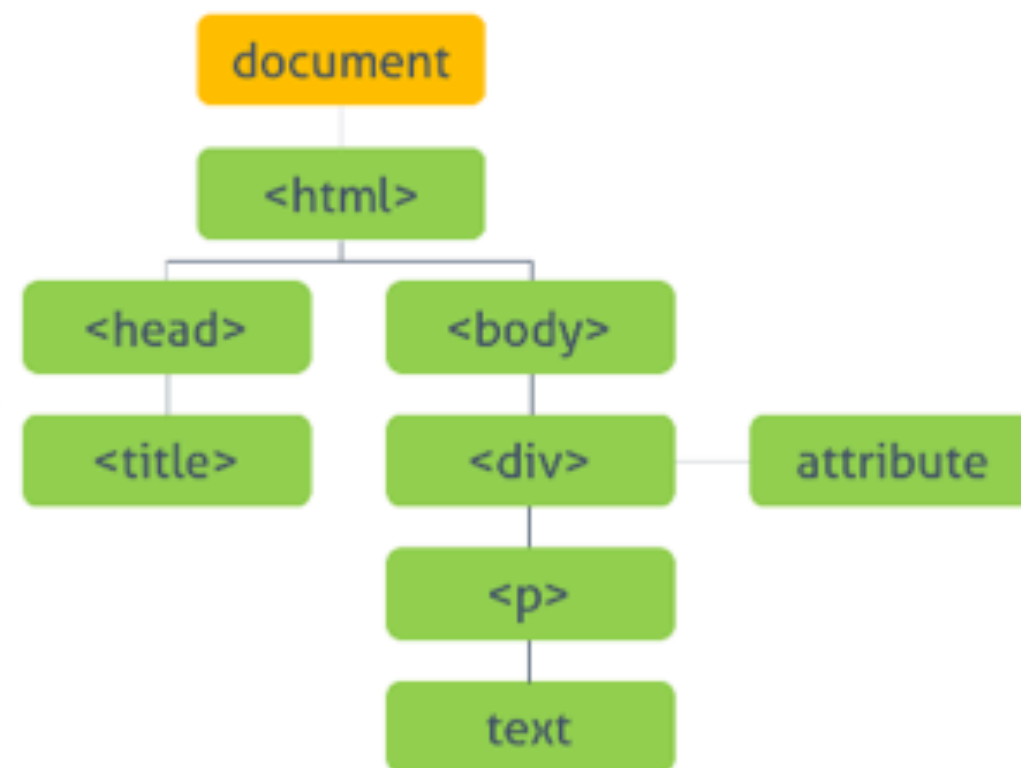 document
<html>
<head> <body>
<title> <div> attribute
<p>
text